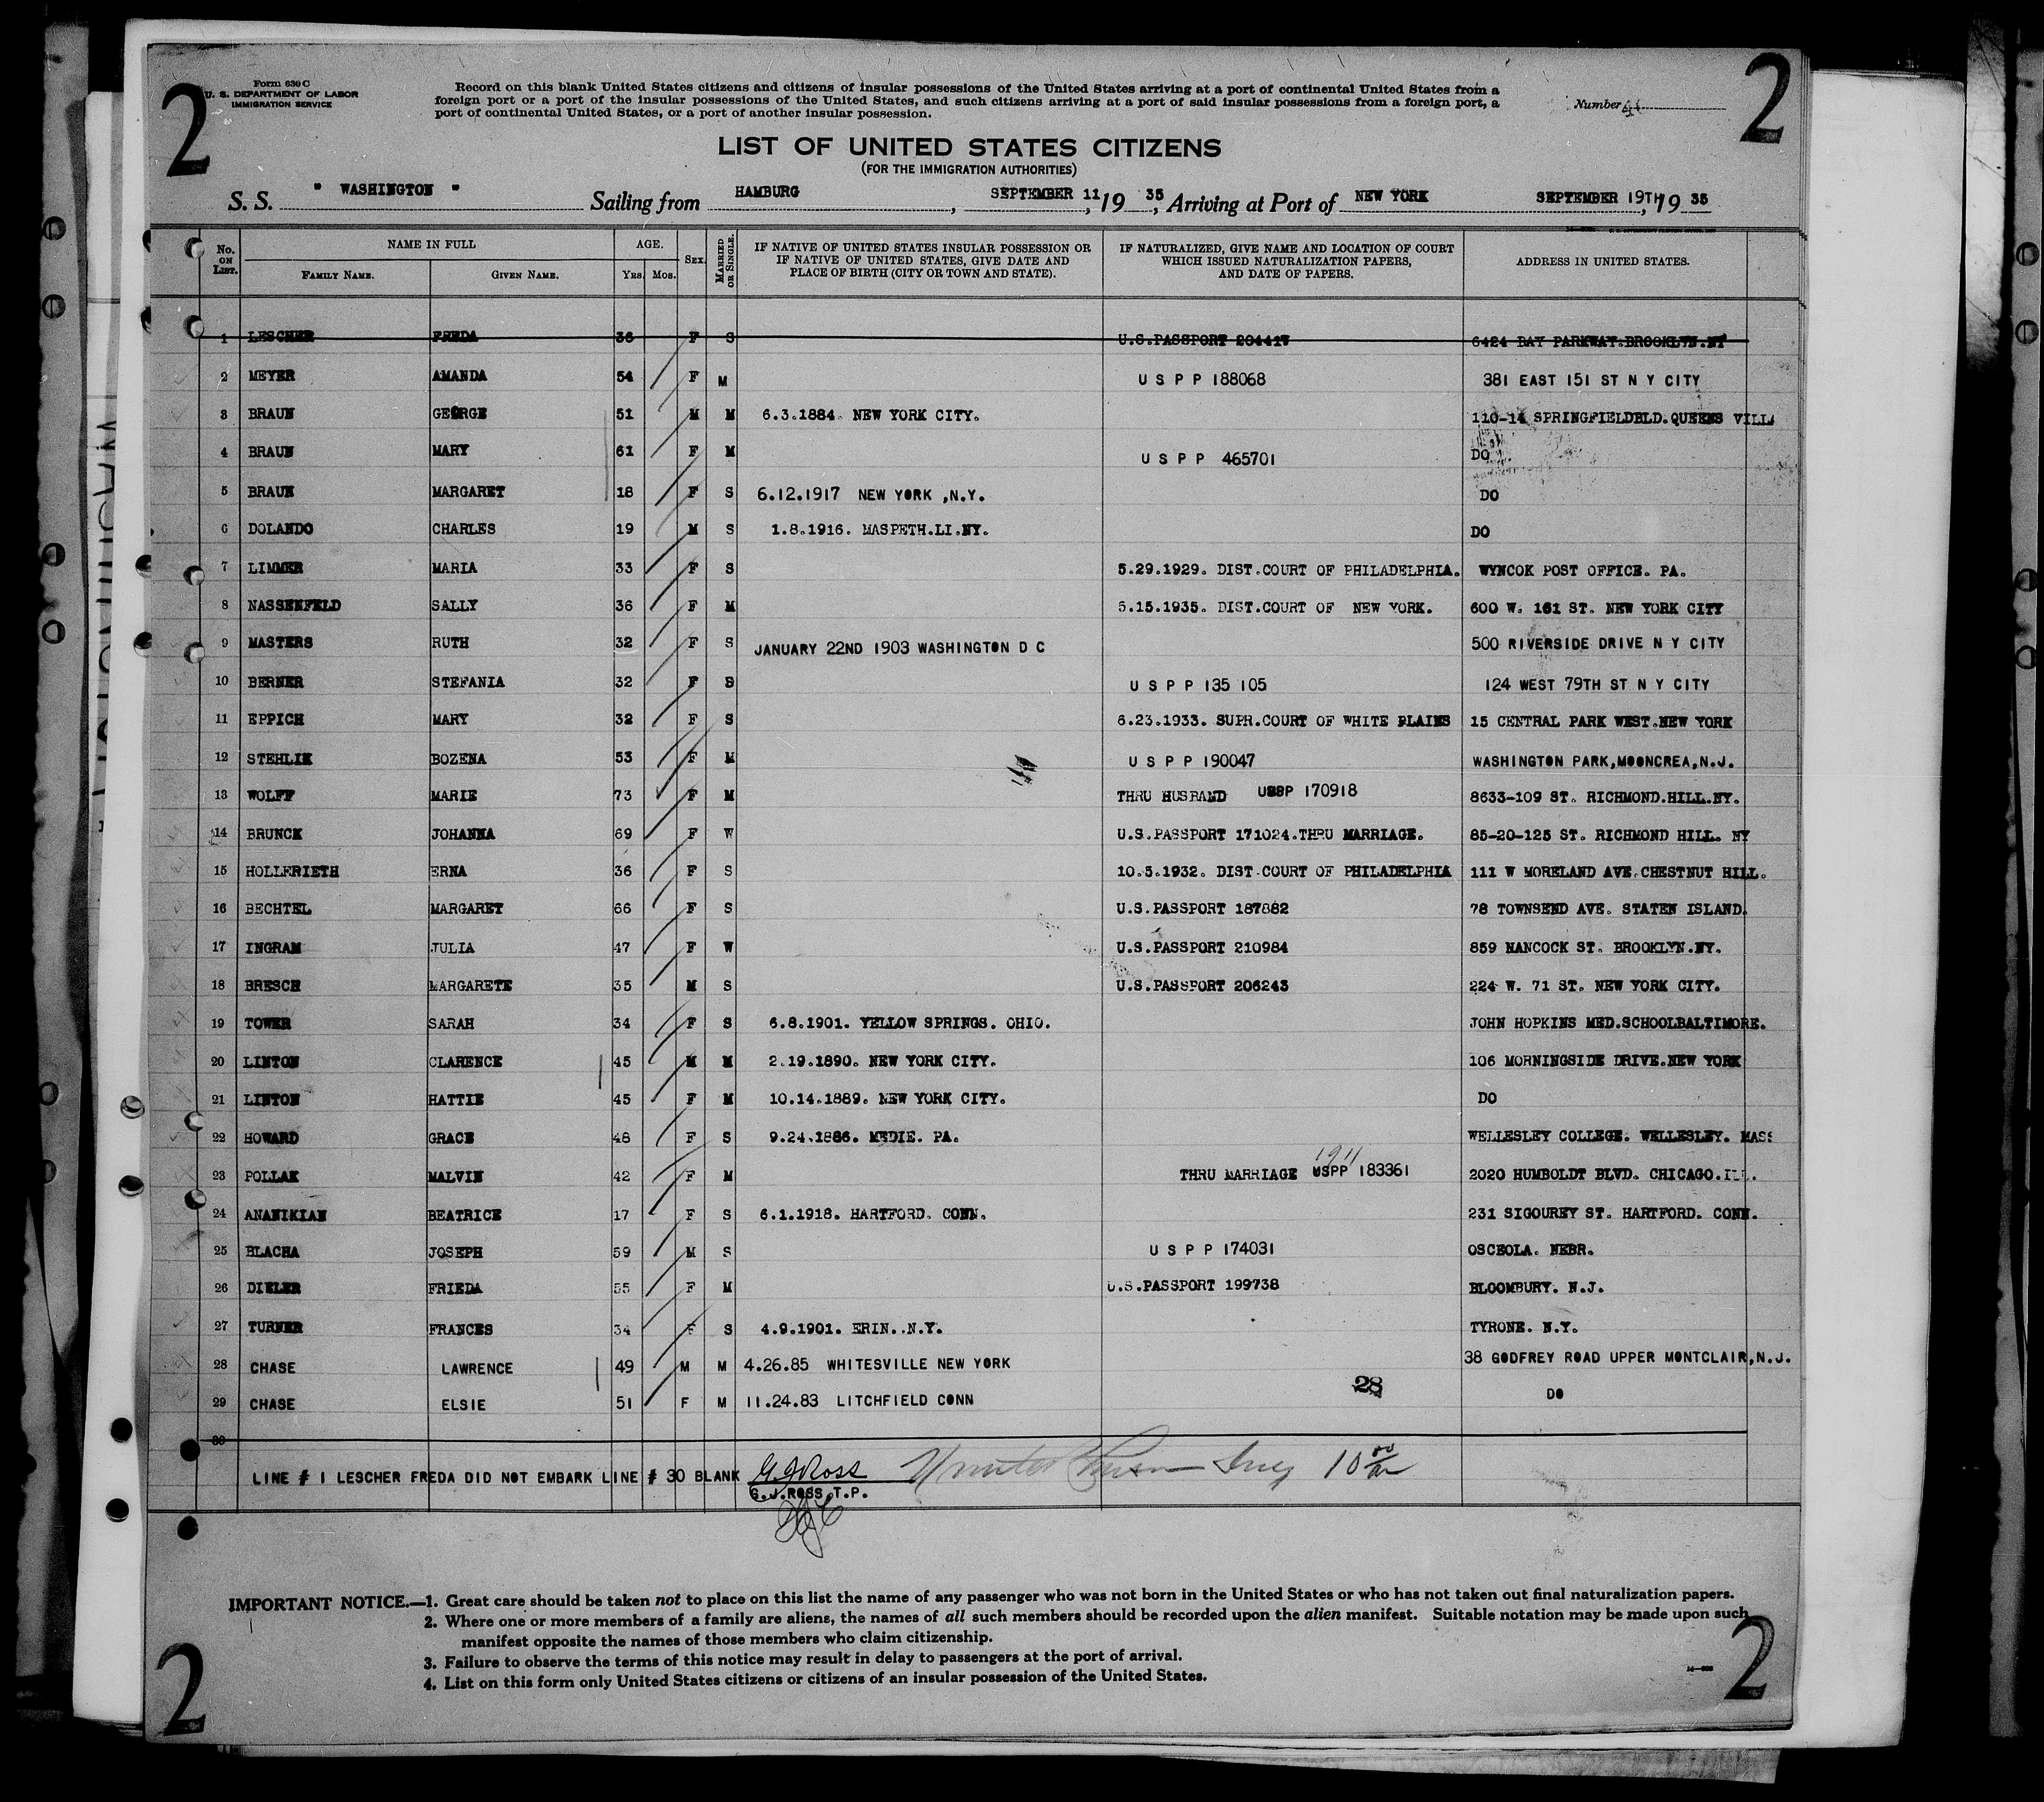 2
2
Form 630 C
U. S. DEPARTMENT OF LABOR
IMMIGRATION SERVICE
Record on this blank United States citizens and citizens of insular possessions of the United States arriving at a port of continental United States from a
foreign port or a port of the insular possessions of the United States, and such citizens arriving at a port of said insular possessions from a foreign port, a
port of continental United States, or a port of another insular possession.
Number
LIST OF UNITED STATES CITIZENS
(FOR THE IMMIGRATION AUTHORITIES)
S. S. " WASHINGTON " Sailing from HAMBURG, SEPTEMBER 11, 19 35, Arriving at Port of NEW YORK SEPTEMBER 19TH, 19 35
No. ON LIST. NAME IN FULL FAMILY NAME. GIVEN NAME. AGE. YRS. MOS. SEX. MARRIED OR SINGLE. IF NATIVE OF UNITED STATES INSULAR POSSESSION OR IF NATIVE OF UNITED STATES, GIVE DATE AND PLACE OF BIRTH (CITY OR TOWN AND STATE). IF NATURALIZED, GIVE NAME AND LOCATION OF COURT WHICH ISSUED NATURALIZATION PAPERS, AND DATE OF PAPERS. ADDRESS IN UNITED STATES.
1 LESCHER FREDA 36 F S U.S.PASSPORT 204417 6424 BAY PARKWAY.BROOKLYN.NY
2 MEYER AMANDA 54 F M U S P P 188068 381 EAST 151 ST N Y CITY
3 BRAUN GEORGE 51 M M 6.3.1884. NEW YORK CITY. 110-14 SPRINGFIELDBLD.QUEENS VILLA
4 BRAUN MARY 61 F M U S P P 465701 DO
5 BRAUN MARGARET 18 F S 6.12.1917 NEW YORK ,N.Y. DO
6 DOLANDO CHARLES 19 M S 1.8.1916. MASPETH.LI.NY. DO
7 LIMMER MARIA 33 F S 5.29.1929. DIST.COURT OF PHILADELPHIA. WYNCOK POST OFFICE. PA.
8 NASSENFELD SALLY 36 F M 5.15.1935. DIST.COURT OF NEW YORK. 600 W. 161 ST. NEW YORK CITY
9 MASTERS RUTH 32 F S JANUARY 22ND 1903 WASHINGTON D C 500 RIVERSIDE DRIVE N Y CITY
10 BERNER STEFANIA 32 F S U S P P 135 105 124 WEST 79TH ST N Y CITY
11 EPPICH MARY 32 F S 6.23.1933. SUPR.COURT OF WHITE PLAINS 15 CENTRAL PARK WEST.NEW YORK
12 STEHLIK BOZENA 53 F M U S P P 190047 WASHINGTON PARK,MOONCREA,N.J.
13 WOLFF MARIE 73 F M THRU HUSBAND USPP 170918 8633-109 ST. RICHMOND.HILL.NY.
14 BRUNCK JOHANNA 69 F W U.S.PASSPORT 171024.THRU MARRIAGE. 85-20-125 ST. RICHMOND HILL. NY
15 HOLLERIETH ERNA 36 F S 10.5.1932. DIST.COURT OF PHILADELPHIA 111 W MORELAND AVE.CHESTNUT HILL.
16 BECHTEL MARGARET 66 F S U.S.PASSPORT 187882 78 TOWNSEND AVE. STATEN ISLAND.
17 INGRAM JULIA 47 F W U.S.PASSPORT 210984 859 HANCOCK ST. BROOKLYN.NY.
18 BRESCH MARGARETE 35 M S U.S.PASSPORT 206243 224 W. 71 ST. NEW YORK CITY.
19 TOWER SARAH 34 F S 6.8.1901. YELLOW SPRINGS. OHIO. JOHN HOPKINS MED.SCHOOLBALTIMORE.
20 LINTON CLARENCE 45 M M 2.19.1890. NEW YORK CITY. 106 MORNINGSIDE DRIVE.NEW YORK
21 LINTON HATTIE 45 F M 10.14.1889. NEW YORK CITY. DO
22 HOWARD GRACE 48 F S 9.24.1886. MEDIE. PA. WELLESLEY COLLEGE. WELLESLEY. MASS
23 POLLAK MALVIN 42 F M THRU MARRIAGE 1911 USPP 183361 2020 HUMBOLDT BLVD. CHICAGO.ILL.
24 ANANIKIAN BEATRICE 17 F S 6.1.1918. HARTFORD. CONN. 231 SIGOUREY ST. HARTFORD. CONN.
25 BLACHA JOSEPH 59 M S U S P P 174031 OSCEOLA. NEBR.
26 DIELER FRIEDA 55 F M U.S.PASSPORT 199738 BLOOMBURY. N.J.
27 TURNER FRANCES 34 F S 4.9.1901. ERIN..N.Y. TYRONE. N.Y.
28 CHASE LAWRENCE 49 M M 4.26.85 WHITESVILLE NEW YORK 38 GODFREY ROAD UPPER MONTCLAIR,N.J.
29 CHASE ELSIE 51 F M 11.24.83 LITCHFIELD CONN 28 DO
30
LINE # 1 LESCHER FREDA DID NOT EMBARK LINE # 30 BLANK G.J.Ross
G.J.ROSS,T.P.
IMPORTANT NOTICE.—1. Great care should be taken not to place on this list the name of any passenger who was not born in the United States or who has not taken out final naturalization papers.
2. Where one or more members of a family are aliens, the names of all such members should be recorded upon the alien manifest. Suitable notation may be made upon such
manifest opposite the names of those members who claim citizenship.
3. Failure to observe the terms of this notice may result in delay to passengers at the port of arrival.
4. List on this form only United States citizens or citizens of an insular possession of the United States.
2
2